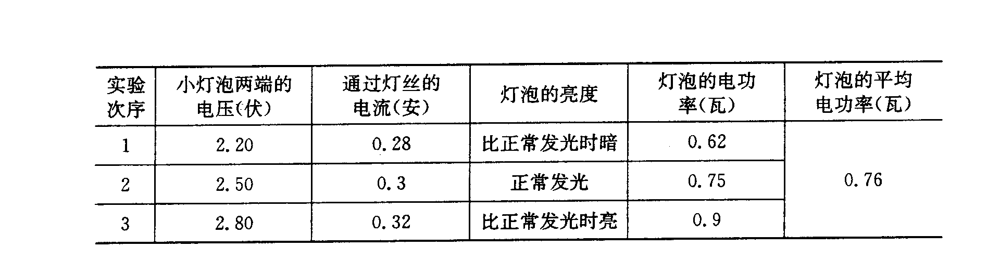 实验次序 小灯泡两端的电压(伏) 通过灯丝的电流(安) 灯泡的亮度 灯泡的电功率(瓦) 灯泡的平均电功率(瓦)
1 2.20 0.28 比正常发光时暗 0.62
2 2.50 0.3 正常发光 0.75 0.76
3 2.80 0.32 比正常发光时亮 0.9